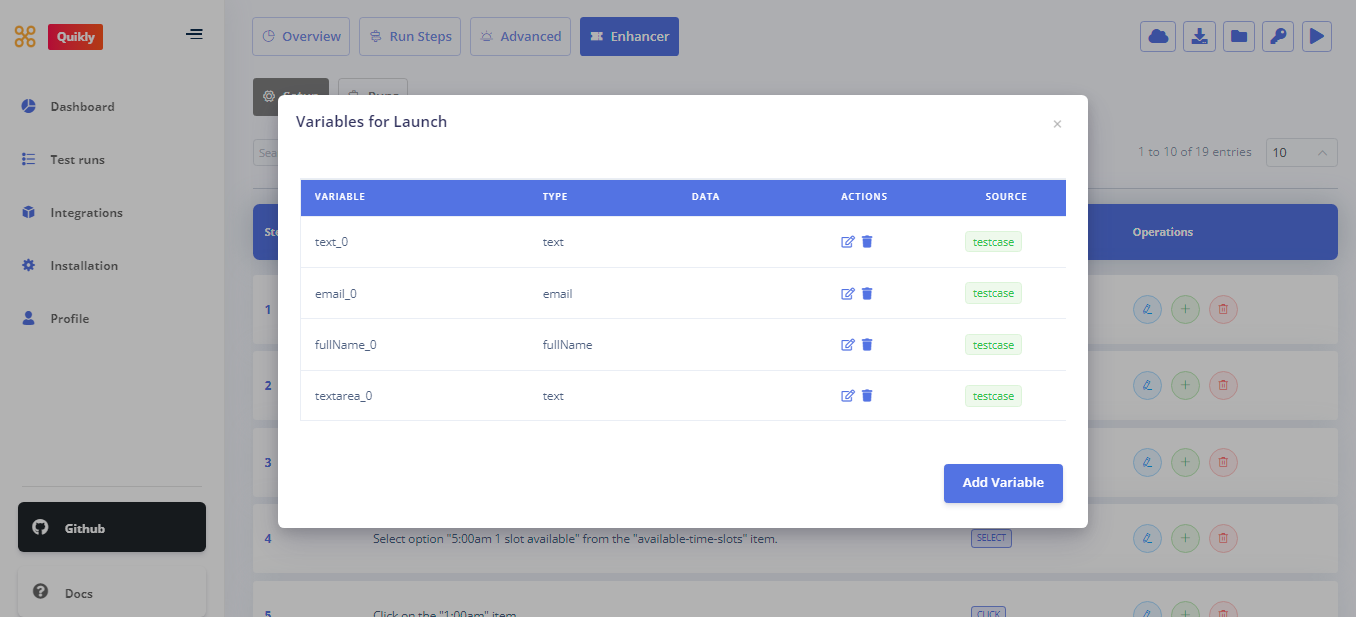 Quikly
Overview
Run Steps
Advanced
Enhancer
Dashboard
Test runs
Integrations
Installation
Profile
Github
Docs
1 to 10 of 19 entries
10
Operations
Variables for Launch
×
VARIABLE TYPE DATA ACTIONS SOURCE
text_0 text testcase
email_0 email testcase
fullName_0 fullName testcase
textarea_0 text testcase
Add Variable
1
2
3
4 Select option "5:00am 1 slot available" from the "available-time-slots" item. SELECT
5 Click on the "1:00am" item CLICK